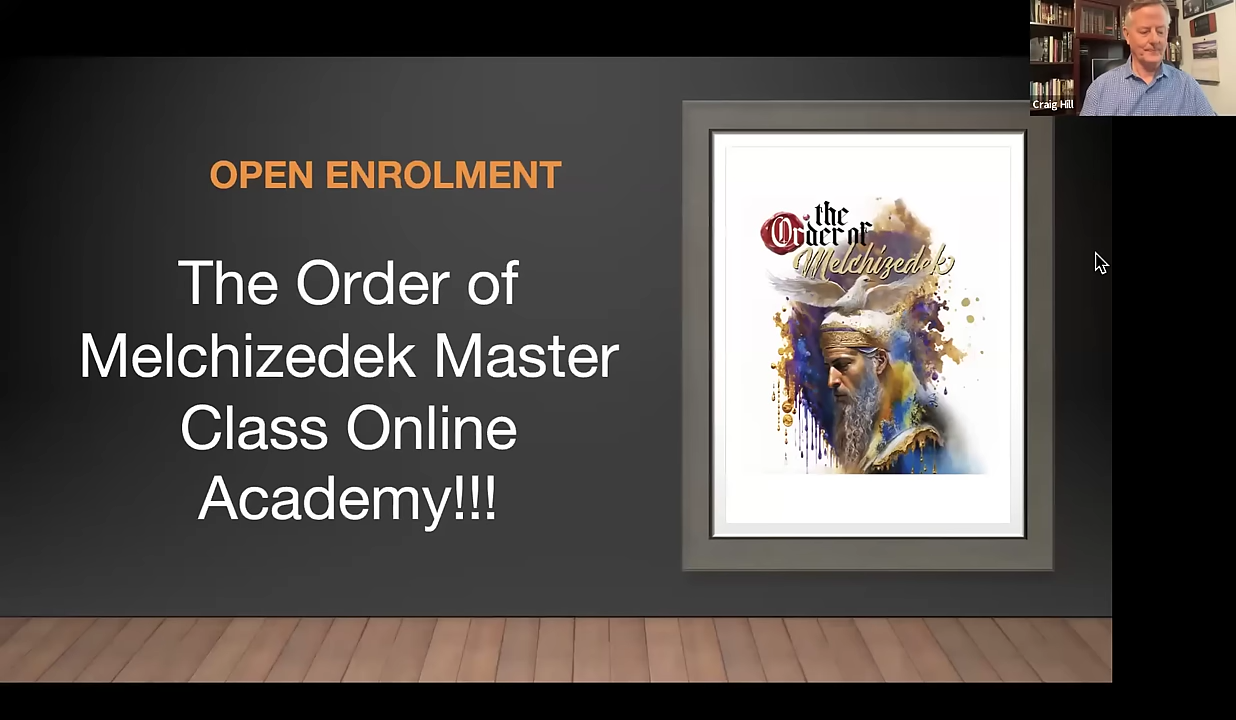 Craig Hill
OPEN ENROLMENT
The Order of
Melchizedek Master
Class Online
Academy!!!
the
Order of
Melchizedek